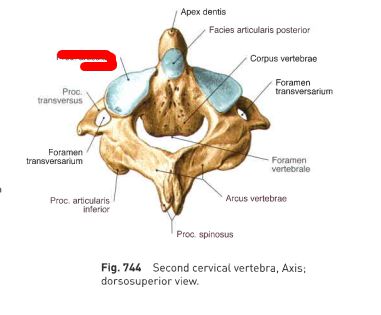 Apex dentis
Facies articularis posterior
Corpus vertebrae
Foramen
transversarium
Proc.
transversus
Foramen
transversarium
Foramen
vertebrale
Proc. articularis
inferior
Arcus vertebrae
Proc. spinosus
Fig. 744 Second cervical vertebra, Axis;
dorsosuperior view.